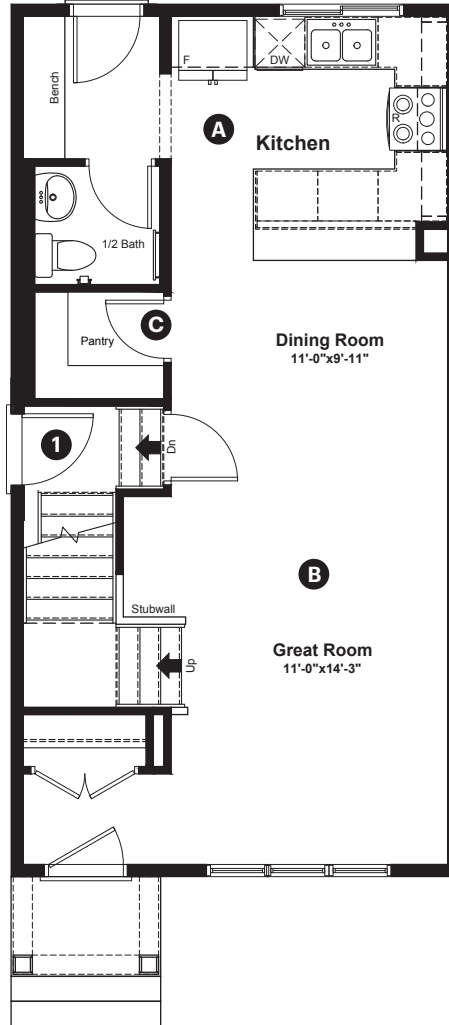 Bench
F
DW
R
A
Kitchen
1/2 Bath
Pantry
C
Dining Room
11'-0"x9'-11"
1
Dn
B
Stubwall
Great Room
11'-0"x14'-3"
Up